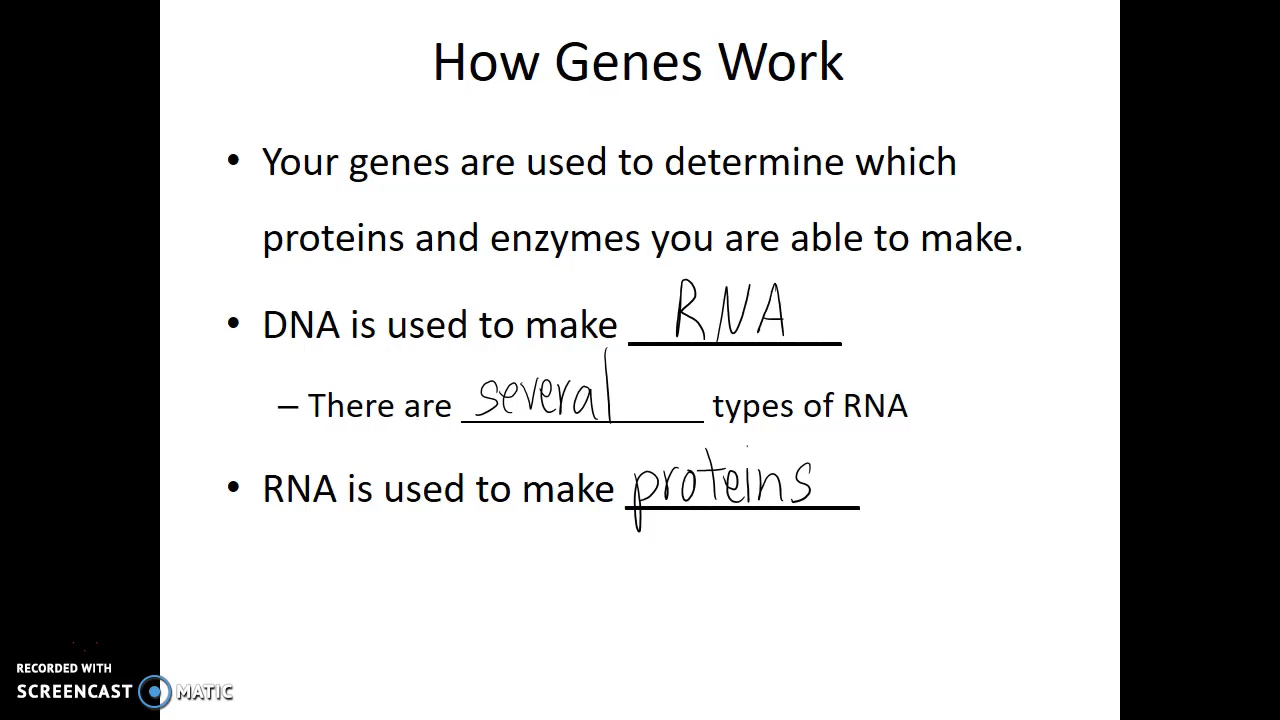 How Genes Work
• Your genes are used to determine which
proteins and enzymes you are able to make.
• DNA is used to make RNA
– There are several types of RNA
• RNA is used to make proteins
RECORDED WITH
SCREENCAST MATIC